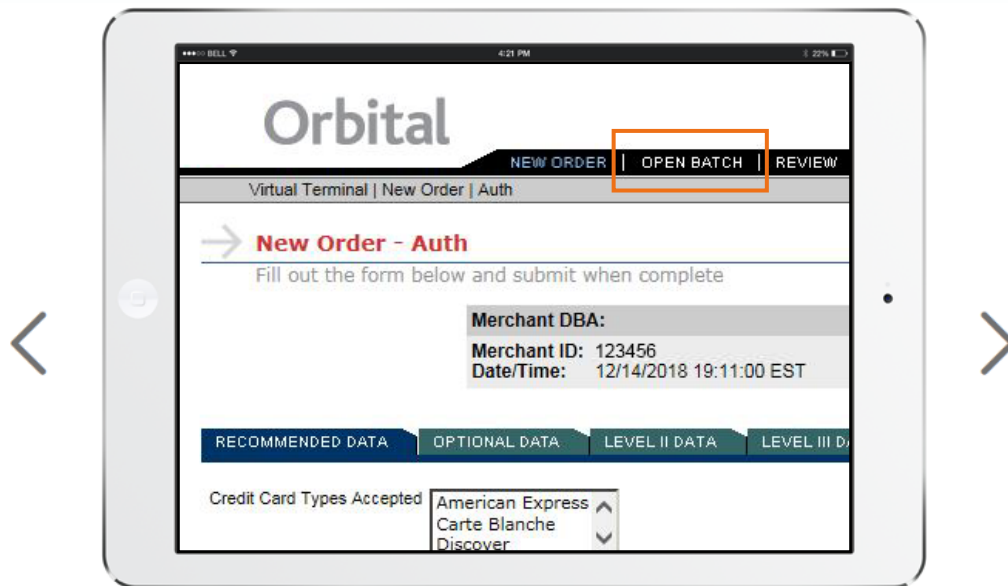 BELL 4:21 PM 22%
Orbital
NEW ORDER | OPEN BATCH | REVIEW
Virtual Terminal | New Order | Auth
New Order - Auth
Fill out the form below and submit when complete
Merchant DBA:
Merchant ID: 123456
Date/Time: 12/14/2018 19:11:00 EST
RECOMMENDED DATA OPTIONAL DATA LEVEL II DATA LEVEL III
Credit Card Types Accepted
American Express
Carte Blanche
Discover